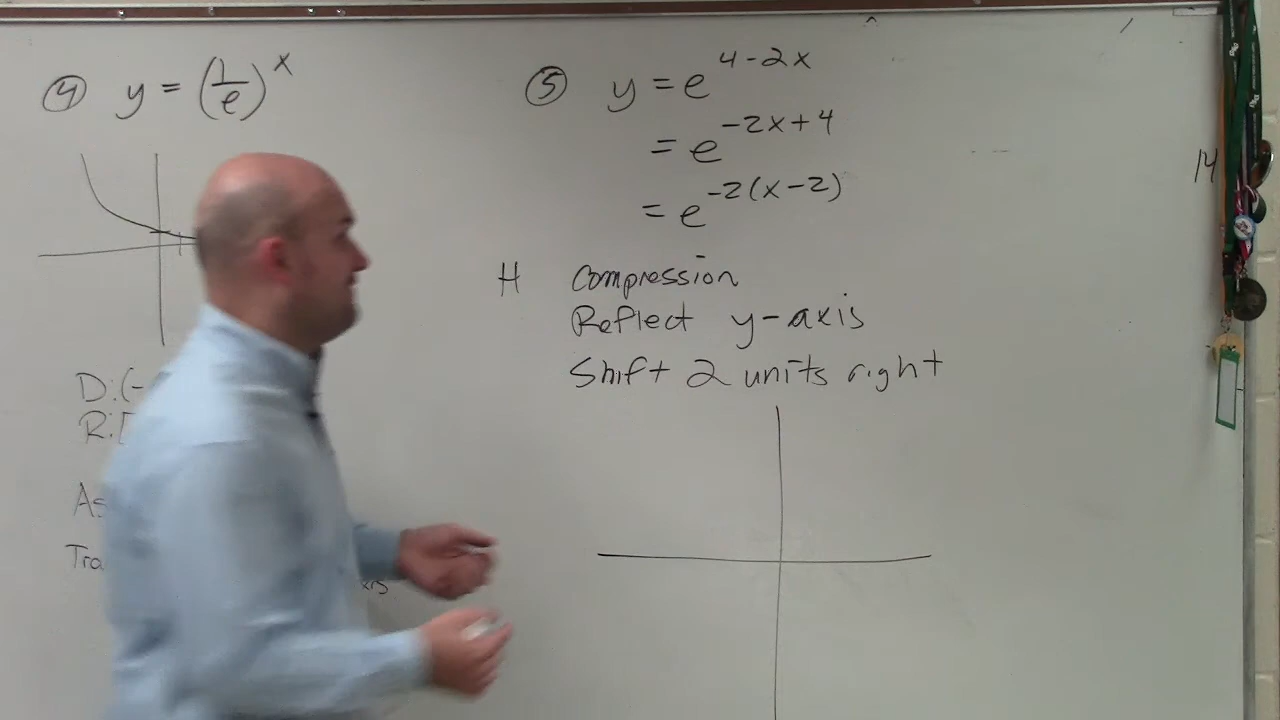 ④ y = (1/e)^x
D:(-
R:[
As
Tra
xis
⑤ y = e^{4-2x}
= e^{-2x+4}
= e^{-2(x-2)}
H Compression
Reflect y-axis
Shift 2 units right
14